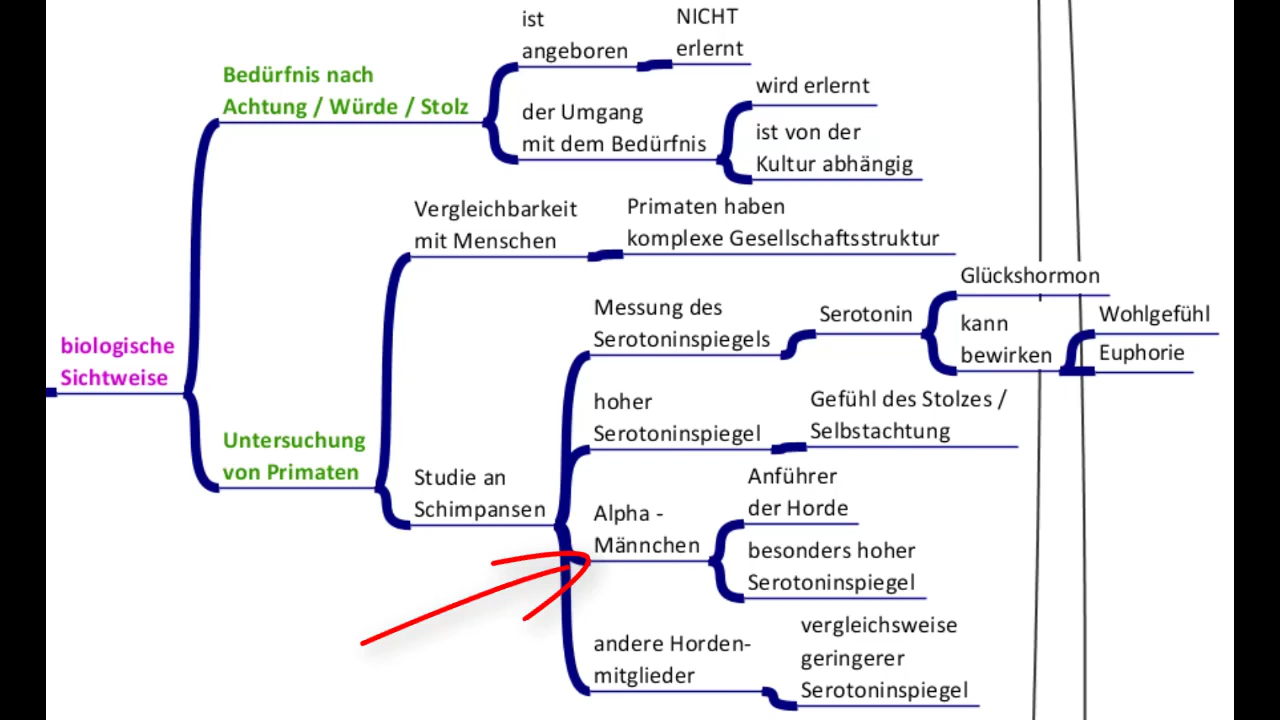 ist
angeboren
NICHT
erlernt
Bedürfnis nach
Achtung / Würde / Stolz
der Umgang
mit dem Bedürfnis
wird erlernt
ist von der
Kultur abhängig
Vergleichbarkeit
mit Menschen
Primaten haben
komplexe Gesellschaftsstruktur
biologische
Sichtweise
Untersuchung
von Primaten
Studie an
Schimpansen
Messung des
Serotoninspiegels
Serotonin
Glückshormon
kann
bewirken
Wohlgefühl
Euphorie
hoher
Serotoninspiegel
Gefühl des Stolzes /
Selbstachtung
Alpha -
Männchen
Anführer
der Horde
besonders hoher
Serotoninspiegel
andere Horden-
mitglieder
vergleichsweise
geringerer
Serotoninspiegel